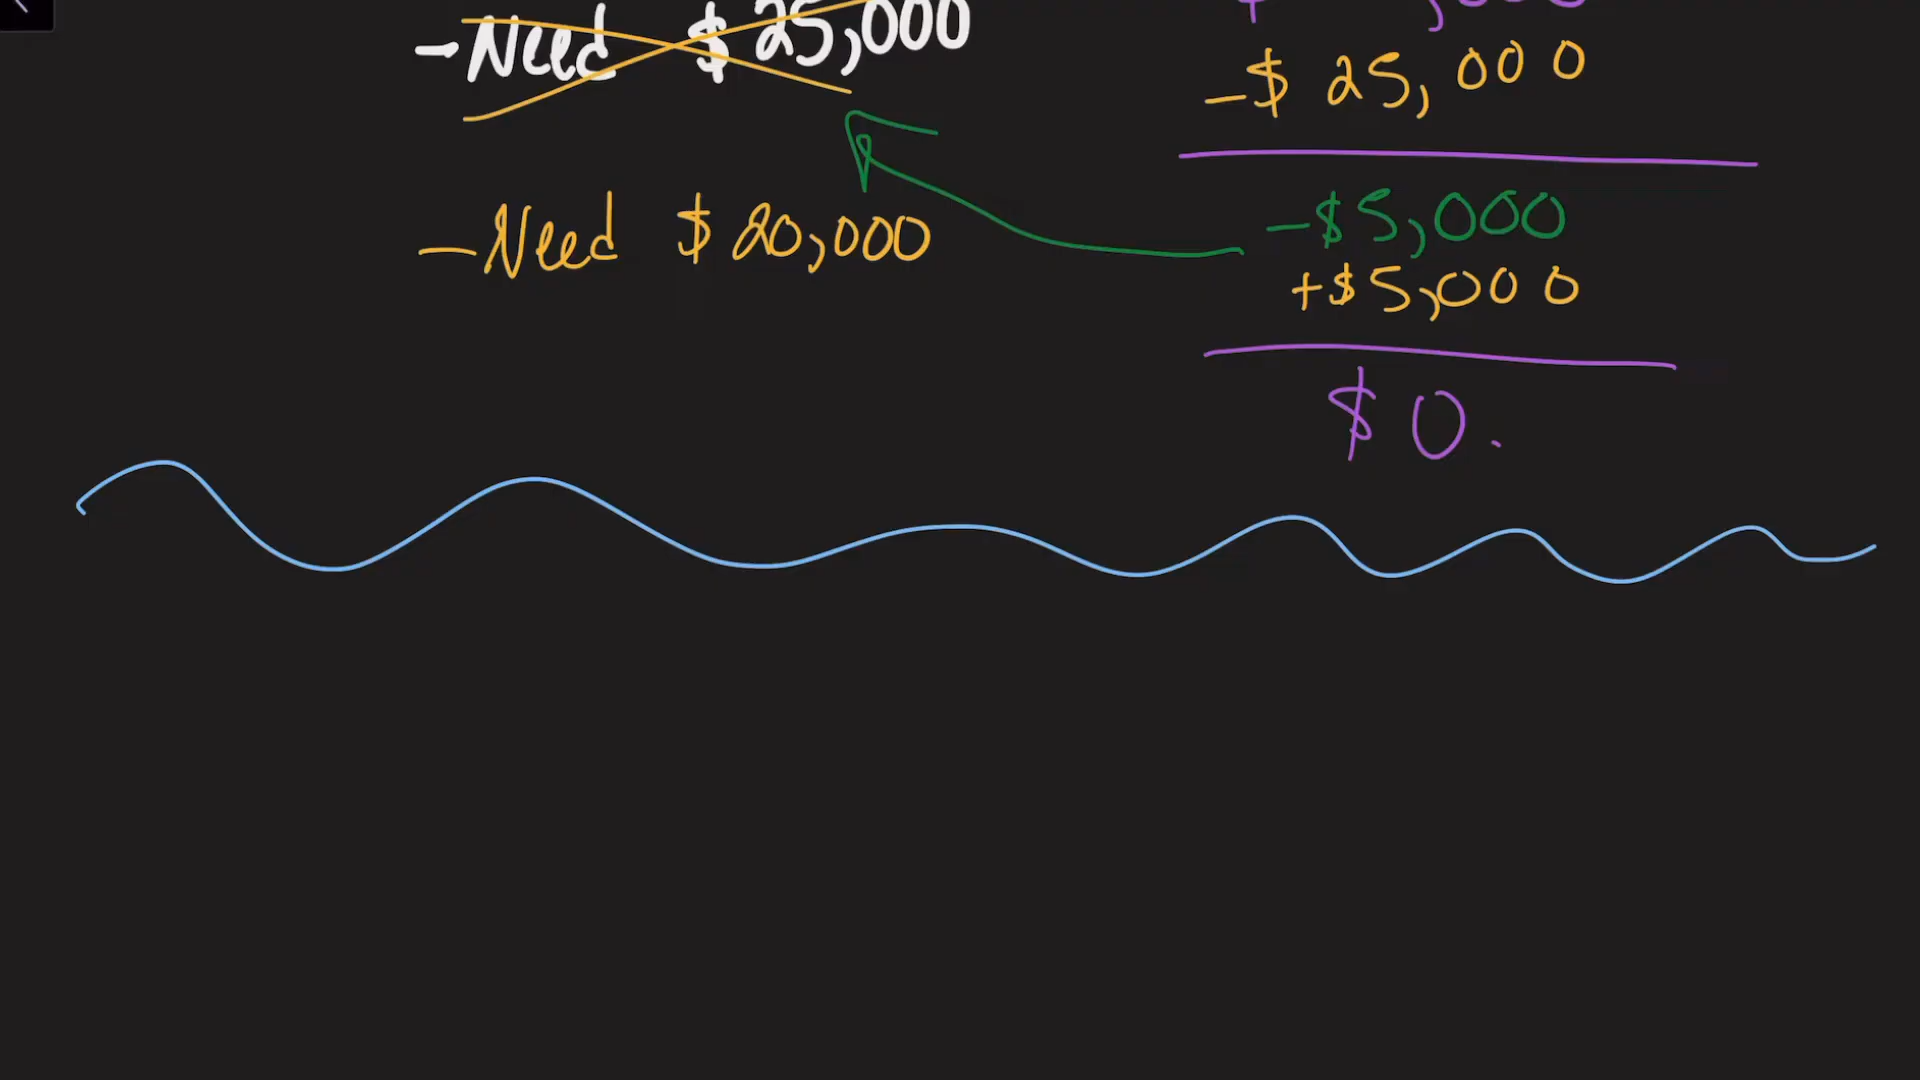 -Need $ 25,000
-$ 25,000
-$5,000
-Need $ 20,000
+$5,000
$ 0.